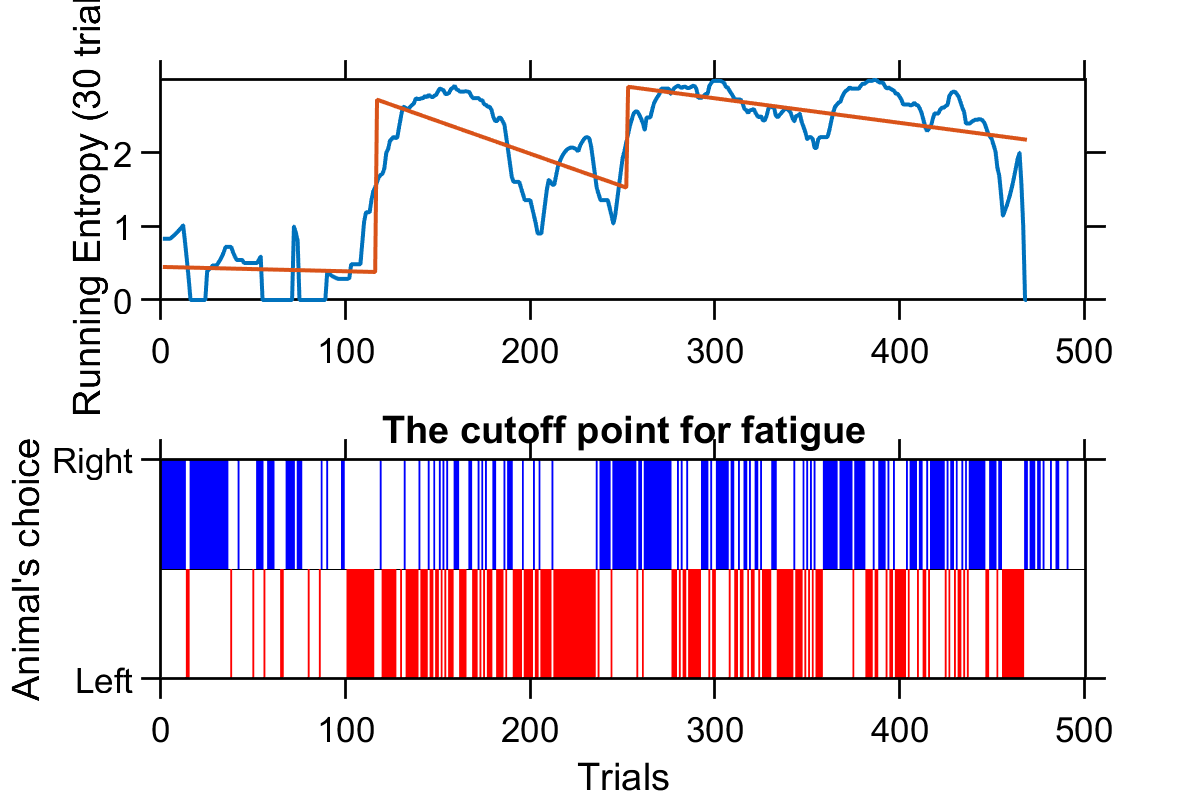 Running Entropy (30 trial
2
1
0
0 100 200 300 400 500
The cutoff point for fatigue
Animal's choice
Right
Left
0 100 200 300 400 500
Trials